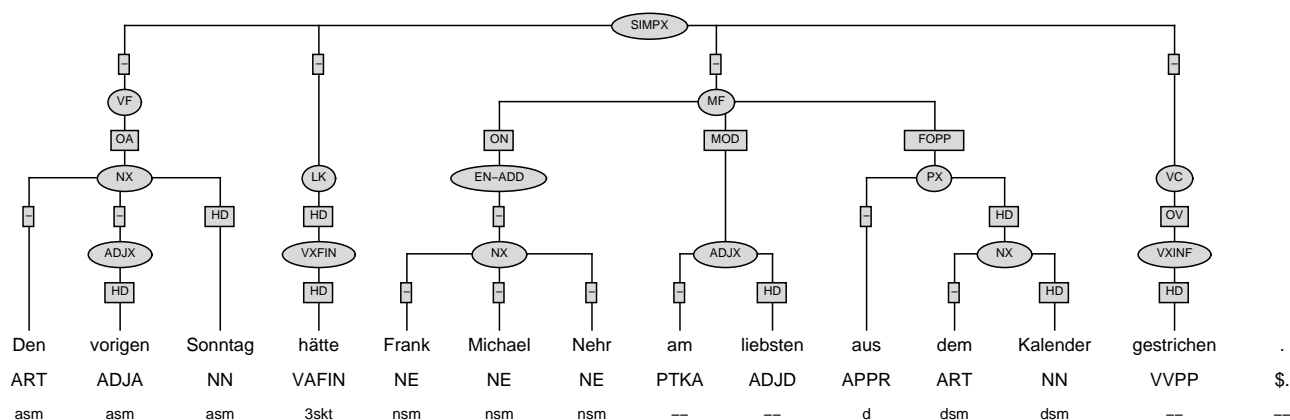 SIMPX
– – – –
VF MF
OA ON MOD FOPP
NX LK EN–ADD PX VC
– – HD HD – – HD OV
ADJX VXFIN NX ADJX NX VXINF
HD HD – – – – HD – HD HD
Den vorigen Sonntag hätte Frank Michael Nehr am liebsten aus dem Kalender gestrichen .
ART ADJA NN VAFIN NE NE NE PTKA ADJD APPR ART NN VVPP $.
asm asm asm 3skt nsm nsm nsm –– –– d dsm dsm –– ––